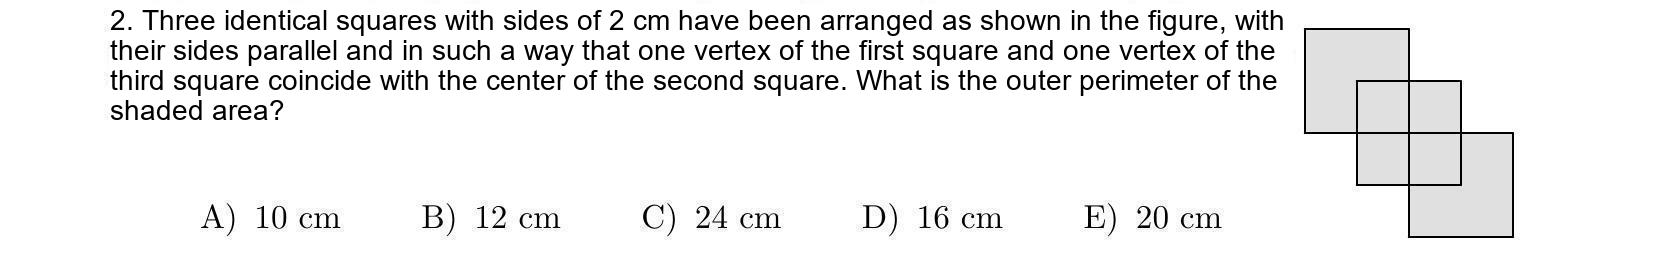 2. Three identical squares with sides of 2 cm have been arranged as shown in the figure, with
their sides parallel and in such a way that one vertex of the first square and one vertex of the
third square coincide with the center of the second square. What is the outer perimeter of the
shaded area?
A) 10 cm B) 12 cm C) 24 cm D) 16 cm E) 20 cm